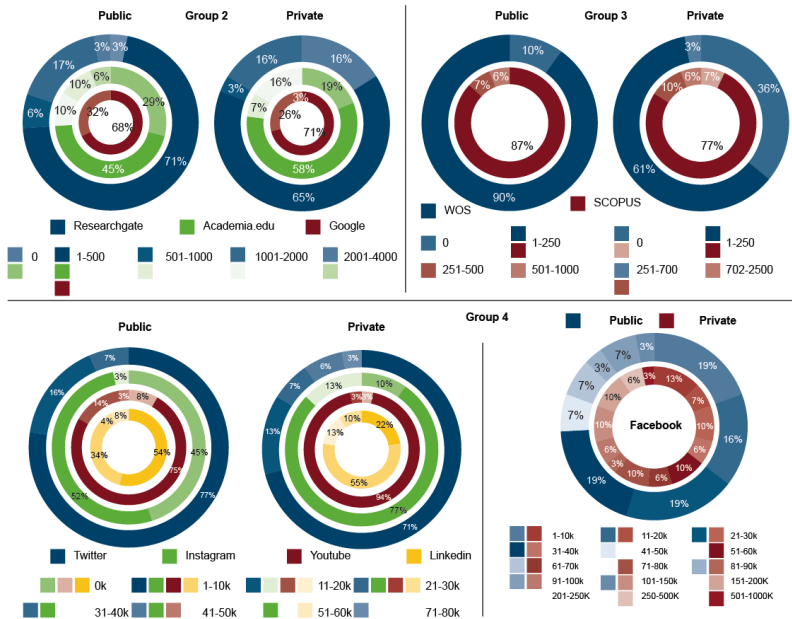 Public Group 2 Private
3% 3%
17%
6%
71%
6%
10%
10%
29%
45%
32%
68%
16% 16%
3%
65%
16%
19%
7%
58%
3%
26%
71%
Researchgate Academia.edu Google
0 1-500 501-1000 1001-2000 2001-4000
Public Group 3 Private
10%
90%
7% 6%
87%
3%
36%
61%
10% 6% 7%
77%
WOS SCOPUS
0 1-250 0 1-250
251-500 501-1000 251-700 702-2500
Group 4
Public Private
7%
16%
77%
3%
45%
52%
14% 3% 8%
75%
4% 8%
34% 54%
7% 6% 3%
13%
71%
13% 10%
77%
3% 3%
94%
13% 10% 22%
55%
Twitter Instagram Youtube Linkedin
0k 1-10k 11-20k 21-30k
31-40k 41-50k 51-60k 71-80k
Public Private
3%
19%
16%
19%
19%
7%
7%
3%
7%
3% 13%
7%
10%
6%
10%
6%
10%
3%
6%
10%
10%
6%
Facebook
1-10k 11-20k 21-30k
31-40k 41-50k 51-60k
61-70k 71-80k 81-90k
91-100k 101-150k 151-200K
201-250K 250-500K 501-1000K